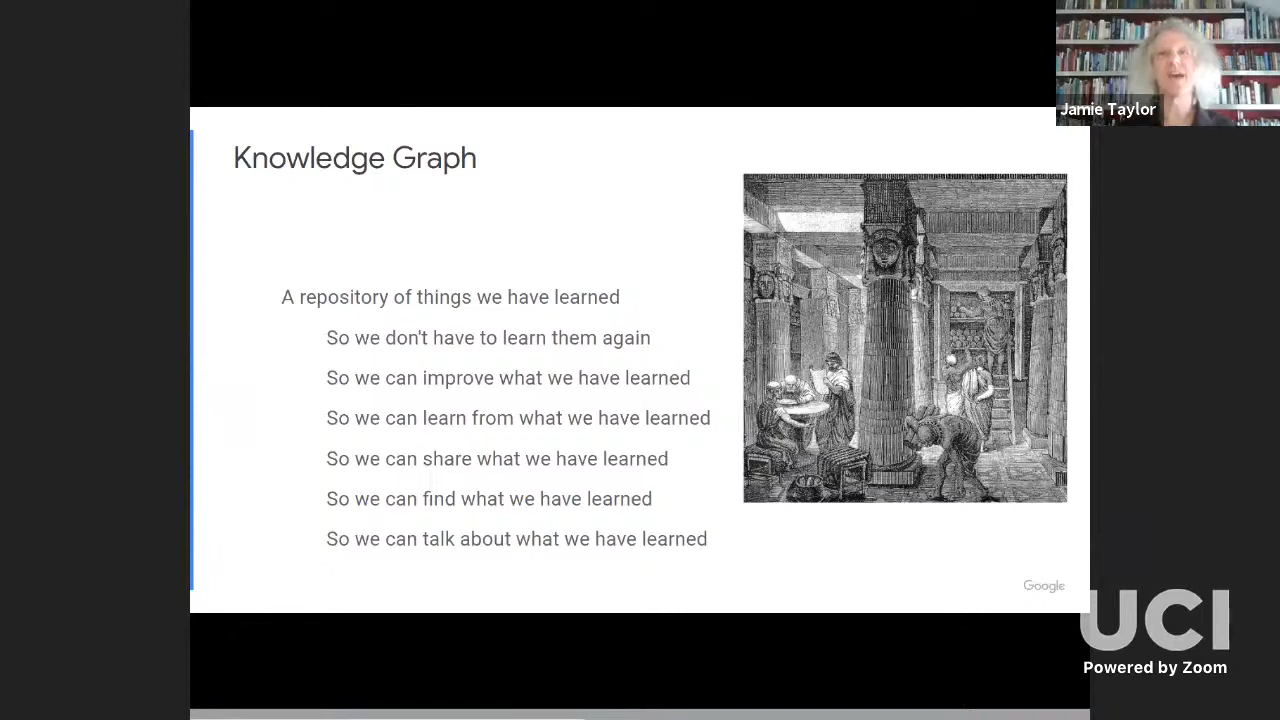 Jamie Taylor
Knowledge Graph
A repository of things we have learned
So we don't have to learn them again
So we can improve what we have learned
So we can learn from what we have learned
So we can share what we have learned
So we can find what we have learned
So we can talk about what we have learned
Google
UCI
Powered by Zoom